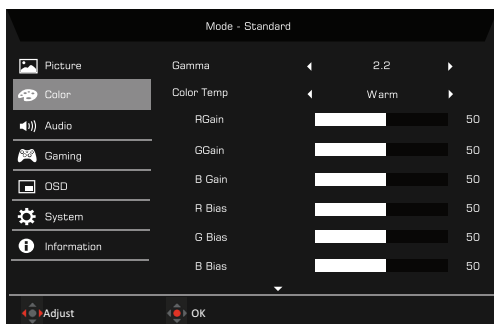 Mode - Standard
Picture
Gamma 2.2
Color
Color Temp Warm
RGain 50
Audio
GGain 50
Gaming
B Gain 50
OSD
R Bias 50
System
G Bias 50
Information
B Bias 50
Adjust OK